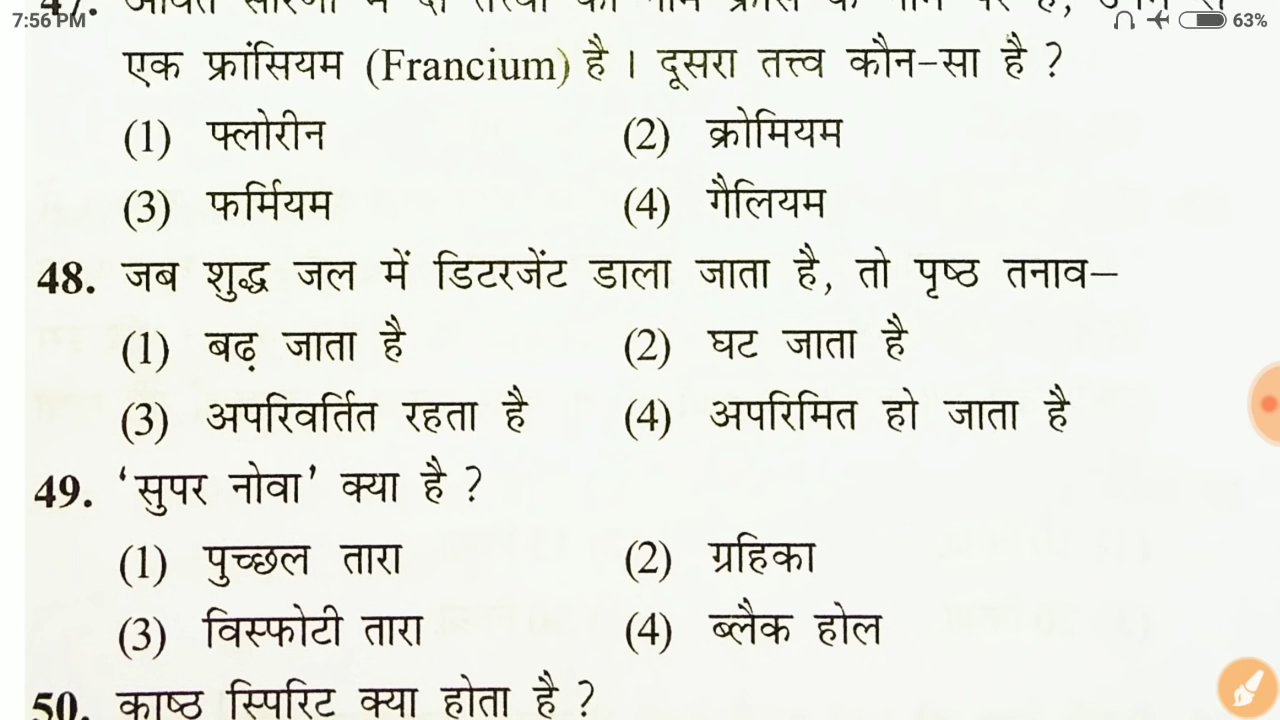 7:56 PM 63%
एक फ्रांसियम (Francium) है । दूसरा तत्त्व कौन-सा है ?
(1) फ्लोरीन (2) क्रोमियम
(3) फर्मियम (4) गैलियम
48. जब शुद्ध जल में डिटरजेंट डाला जाता है, तो पृष्ठ तनाव–
(1) बढ़ जाता है (2) घट जाता है
(3) अपरिवर्तित रहता है (4) अपरिमित हो जाता है
49. 'सुपर नोवा' क्या है ?
(1) पुच्छल तारा (2) ग्रहिका
(3) विस्फोटी तारा (4) ब्लैक होल
50. काष्ठ स्पिरिट क्या होता है ?